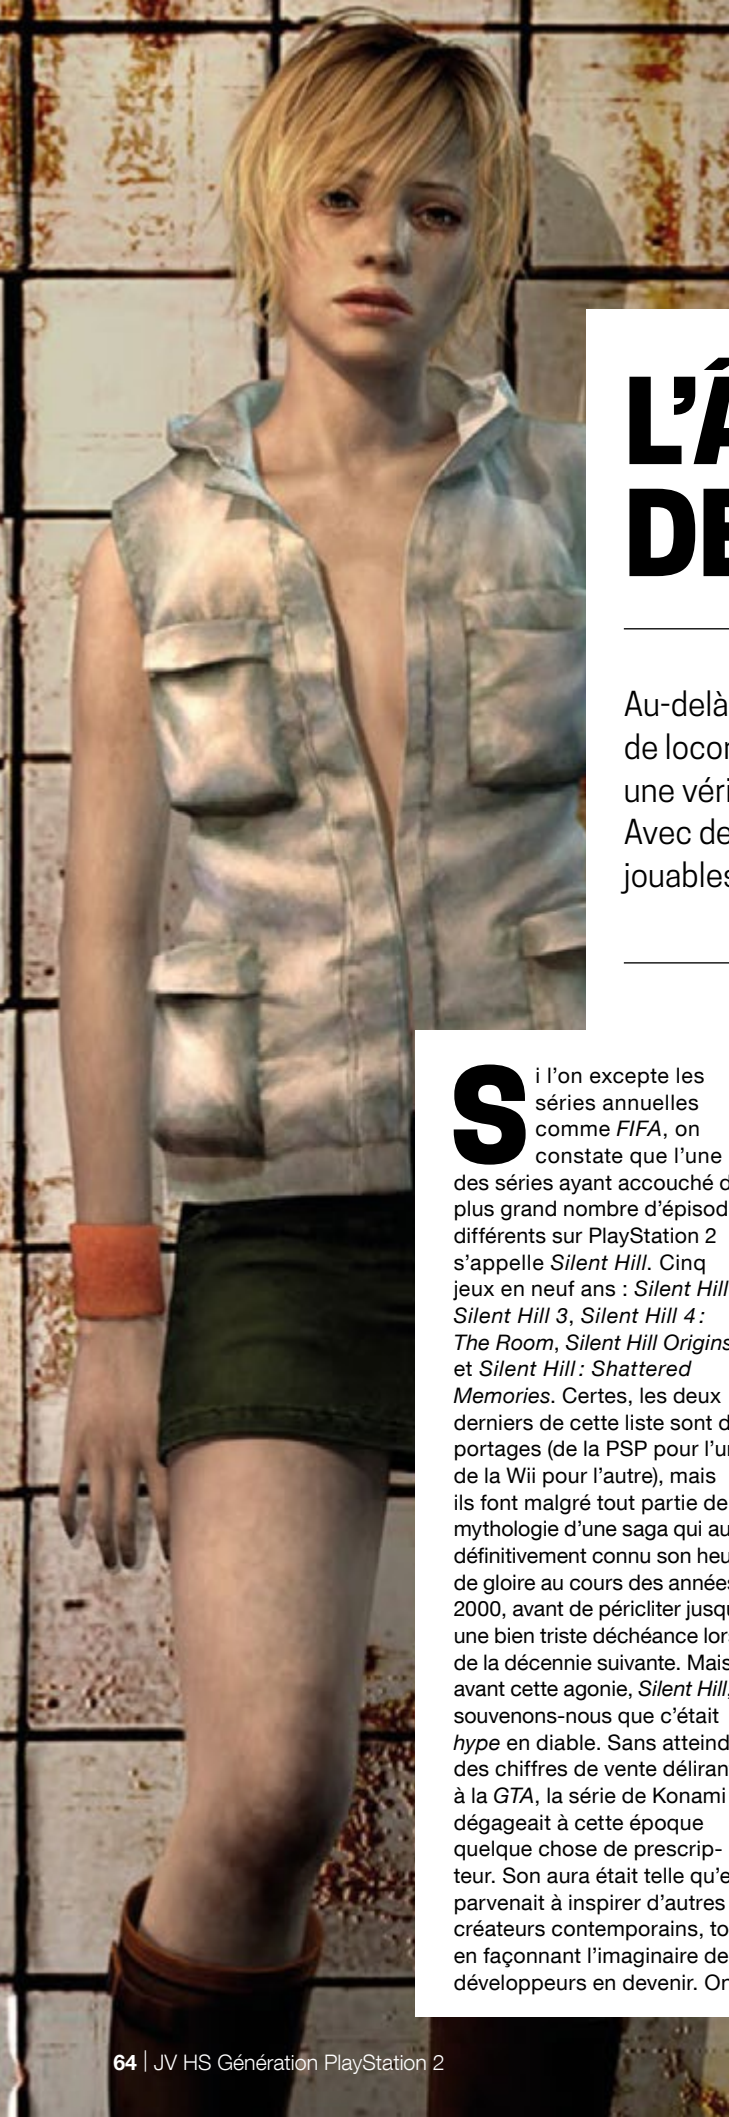 L'Â
DE
Au-delà
de locor
une véri
Avec de
jouables
Si l'on excepte les
séries annuelles
comme FIFA, on
constate que l'une
des séries ayant accouché d
plus grand nombre d'épisod
différents sur PlayStation 2
s'appelle Silent Hill. Cinq
jeux en neuf ans : Silent Hill
Silent Hill 3, Silent Hill 4 :
The Room, Silent Hill Origins
et Silent Hill : Shattered
Memories. Certes, les deux
derniers de cette liste sont d
portages (de la PSP pour l'un
de la Wii pour l'autre), mais
ils font malgré tout partie de
mythologie d'une saga qui au
définitivement connu son heu
de gloire au cours des années
2000, avant de péricliter jusqu
une bien triste déchéance lors
de la décennie suivante. Mais
avant cette agonie, Silent Hill,
souvenons-nous que c'était
hype en diable. Sans atteind
des chiffres de vente déliran
à la GTA, la série de Konami
dégageait à cette époque
quelque chose de prescrip-
teur. Son aura était telle qu'e
parvenait à inspirer d'autres
créateurs contemporains, to
en façonnant l'imaginaire de
développeurs en devenir. On
64 | JV HS Génération PlayStation 2